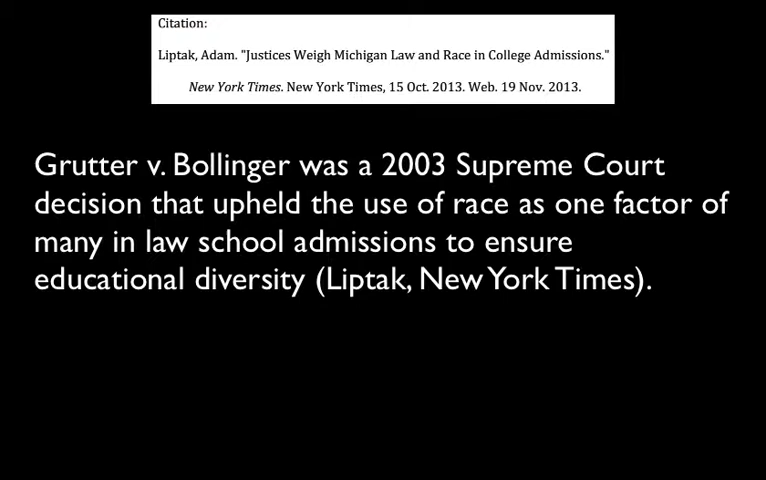 Citation:
Liptak, Adam. "Justices Weigh Michigan Law and Race in College Admissions."
New York Times. New York Times, 15 Oct. 2013. Web. 19 Nov. 2013.
Grutter v. Bollinger was a 2003 Supreme Court
decision that upheld the use of race as one factor of
many in law school admissions to ensure
educational diversity (Liptak, New York Times).